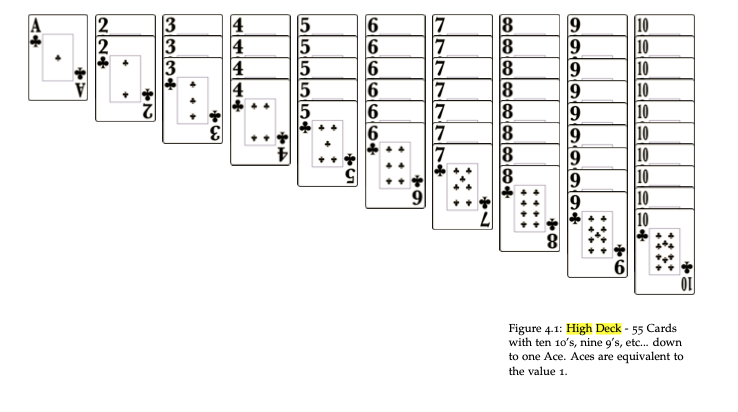 A 2 3 4 5 6 7 8 9 10
2 3 4 5 6 7 8 9 10
3 4 5 6 7 8 9 10
A 4 5 6 7 8 9 10
2 5 6 7 8 9 10
3 6 7 8 9 10
4 7 8 9 10
5 8 9 10
6 9 10
7 10
8
9
10
Figure 4.1: High Deck - 55 Cards
with ten 10's, nine 9's, etc... down
to one Ace. Aces are equivalent to
the value 1.